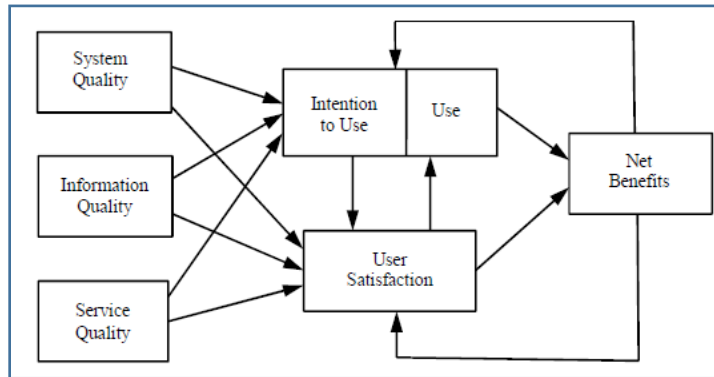 System
Quality
Information
Quality
Service
Quality
Intention
to Use
Use
User
Satisfaction
Net
Benefits